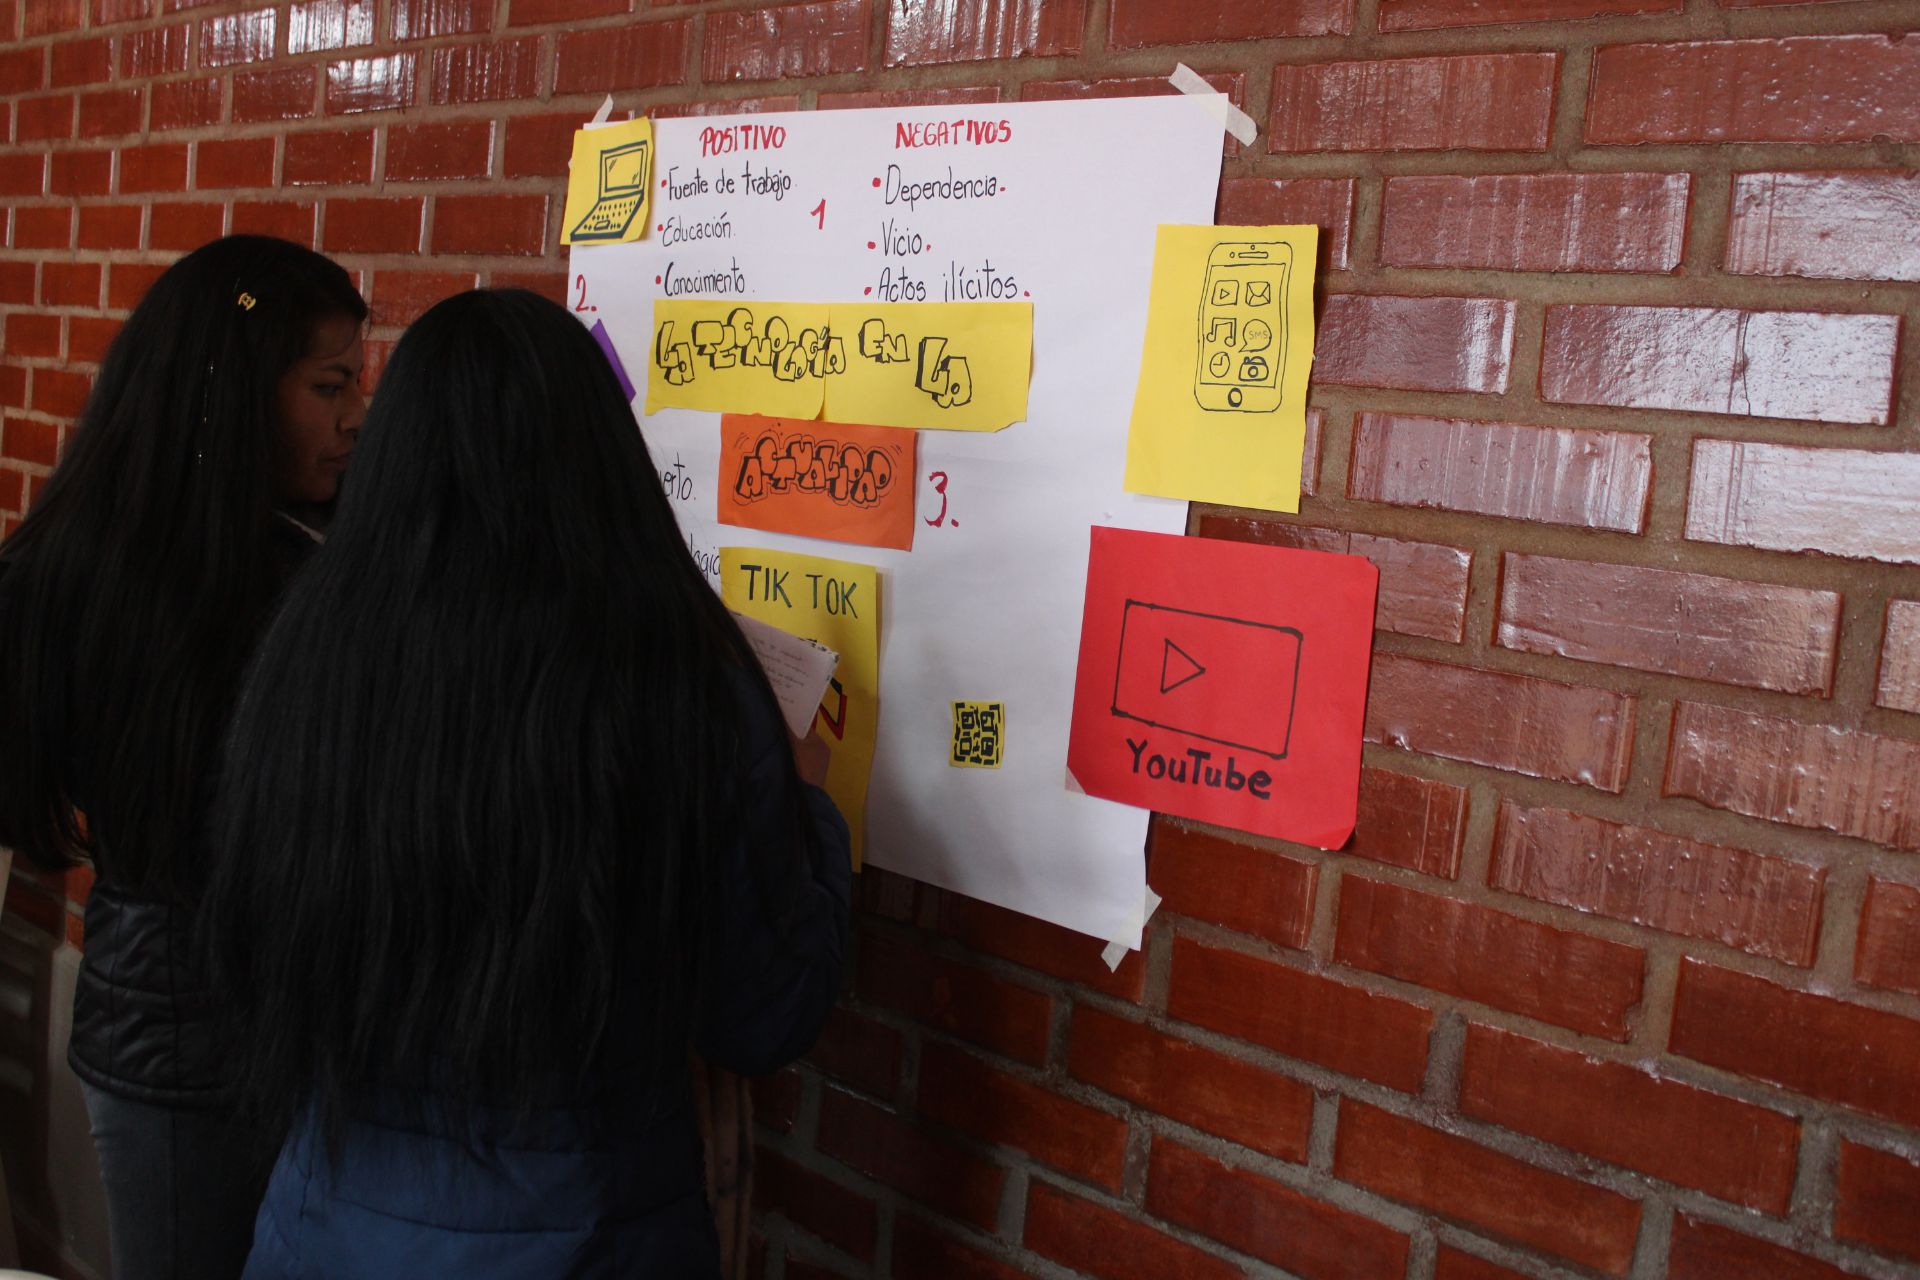 POSITIVO
• Fuente de trabajo.
• Educación.
• Conocimiento.
1
NEGATIVOS
• Dependencia.
• Vicio.
• Actos ilícitos.
2.
LA TECNOLOGÍA EN LA
ACTUALIDAD
3.
TIK TOK
SMS
YouTube